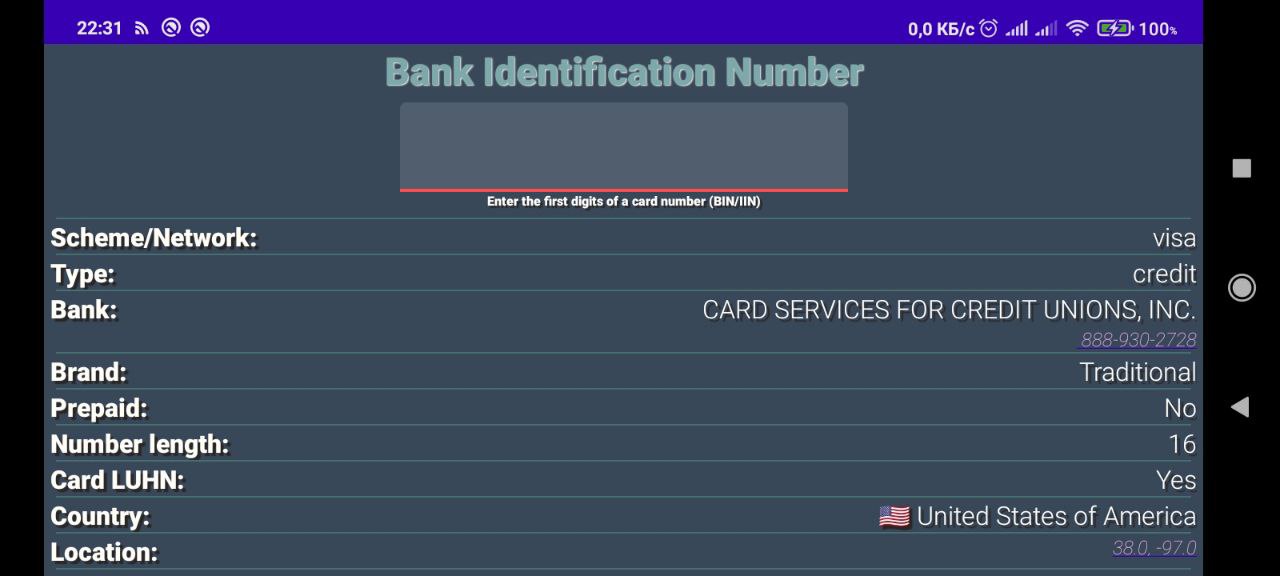 22:31 0,0 КБ/с 100%
Bank Identification Number
Enter the first digits of a card number (BIN/IIN)
Scheme/Network: visa
Type: credit
Bank: CARD SERVICES FOR CREDIT UNIONS, INC.
888-930-2728
Brand: Traditional
Prepaid: No
Number length: 16
Card LUHN: Yes
Country: 🇺🇸 United States of America
Location: 38.0, -97.0